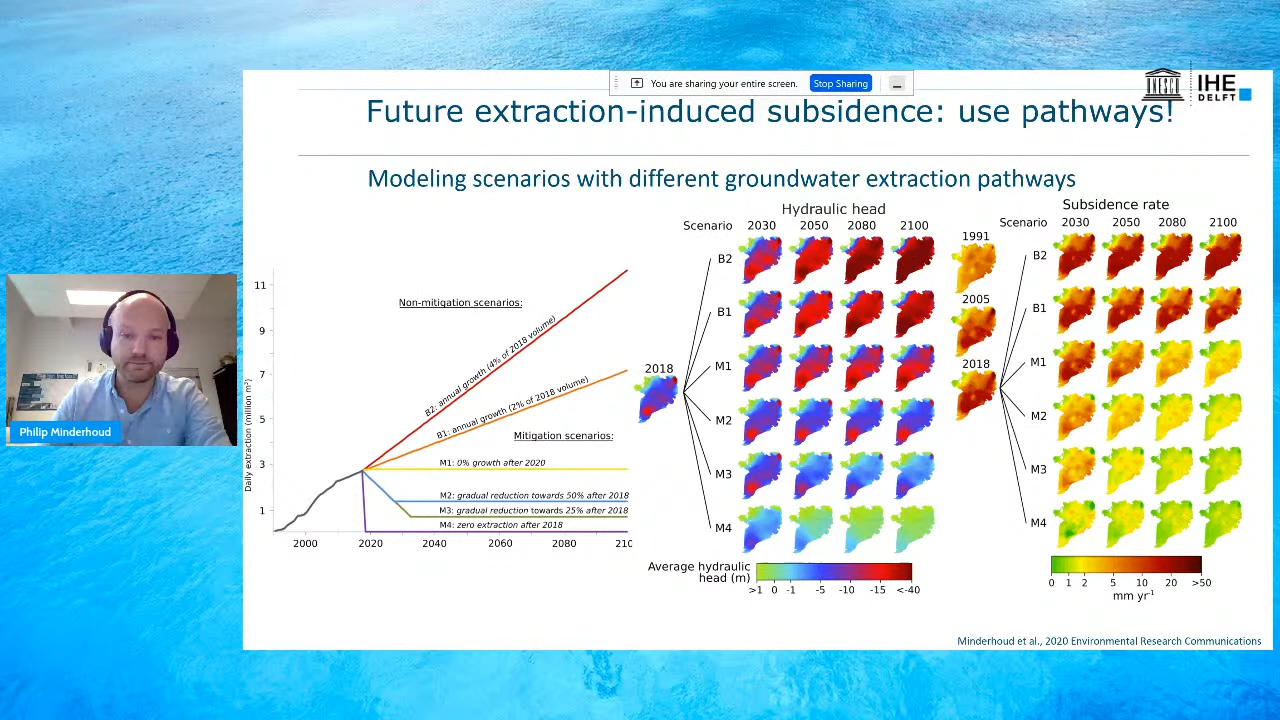 You are sharing your entire screen.
Stop Sharing
UNESCO
IHE
DELFT
Future extraction-induced subsidence: use pathways!
Modeling scenarios with different groundwater extraction pathways
Philip Minderhoud
Daily extraction (million m³)
11
9
7
5
3
1
2000
2020
2040
2060
2080
210
Non-mitigation scenarios:
B2: annual growth (4% of 2018 volume)
B1: annual growth (2% of 2018 volume)
Mitigation scenarios:
M1: 0% growth after 2020
M2: gradual reduction towards 50% after 2018
M3: gradual reduction towards 25% after 2018
M4: zero extraction after 2018
Hydraulic head
Scenario 2030 2050 2080 2100
2018
B2
B1
M1
M2
M3
M4
Average hydraulic
head (m)
>1 0 -1 -5 -10 -15 <-40
Subsidence rate
Scenario 2030 2050 2080 2100
1991
2005
2018
B2
B1
M1
M2
M3
M4
0 1 2 5 10 20 >50
mm yr⁻¹
Minderhoud et al., 2020 Environmental Research Communications